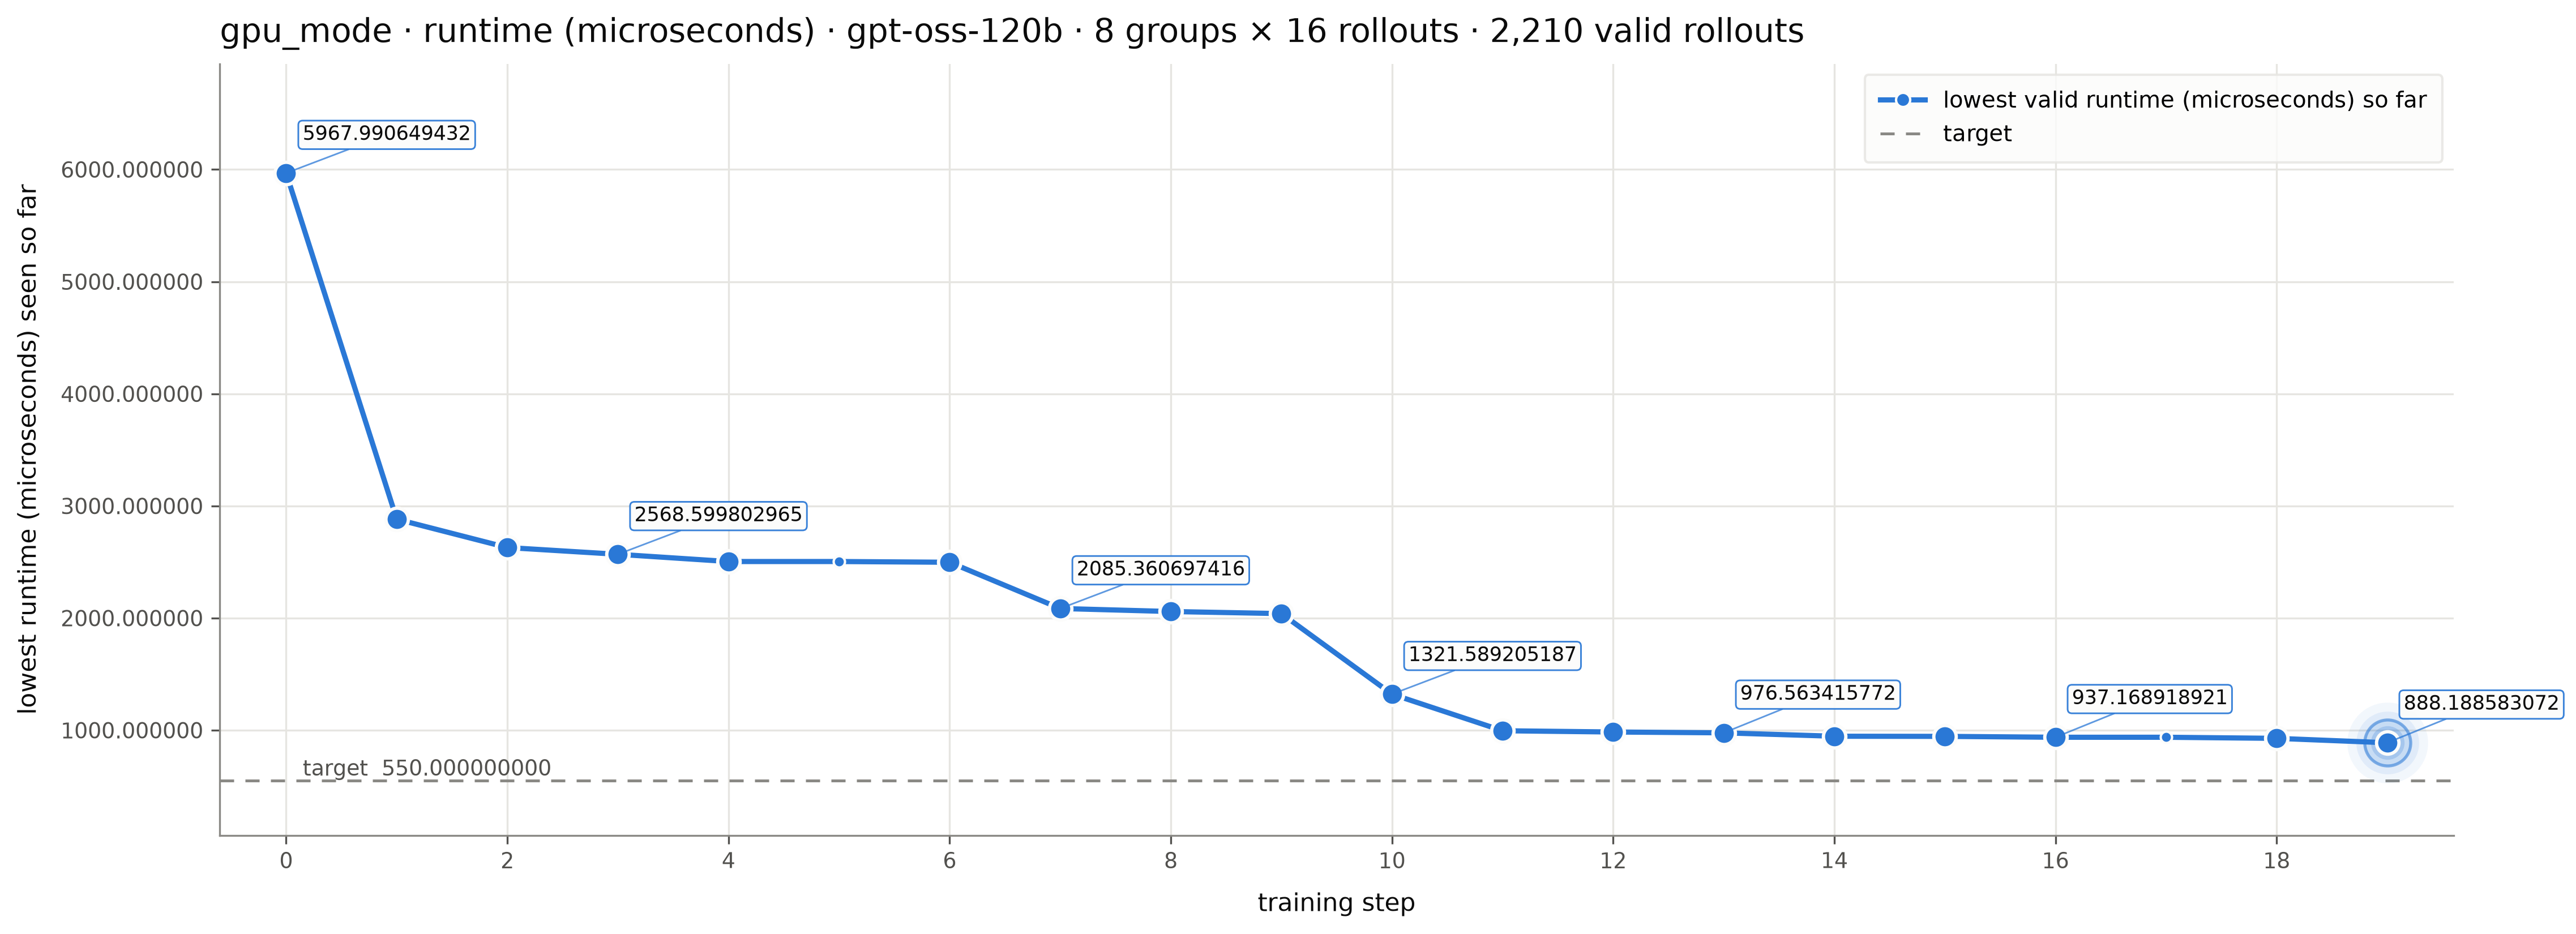 gpu_mode · runtime (microseconds) · gpt-oss-120b · 8 groups × 16 rollouts · 2,210 valid rollouts
lowest valid runtime (microseconds) so far
target
lowest runtime (microseconds) seen so far
6000.000000
5000.000000
4000.000000
3000.000000
2000.000000
1000.000000
5967.990649432
2568.599802965
2085.360697416
1321.589205187
976.563415772
937.168918921
888.188583072
target 550.000000000
0 2 4 6 8 10 12 14 16 18
training step